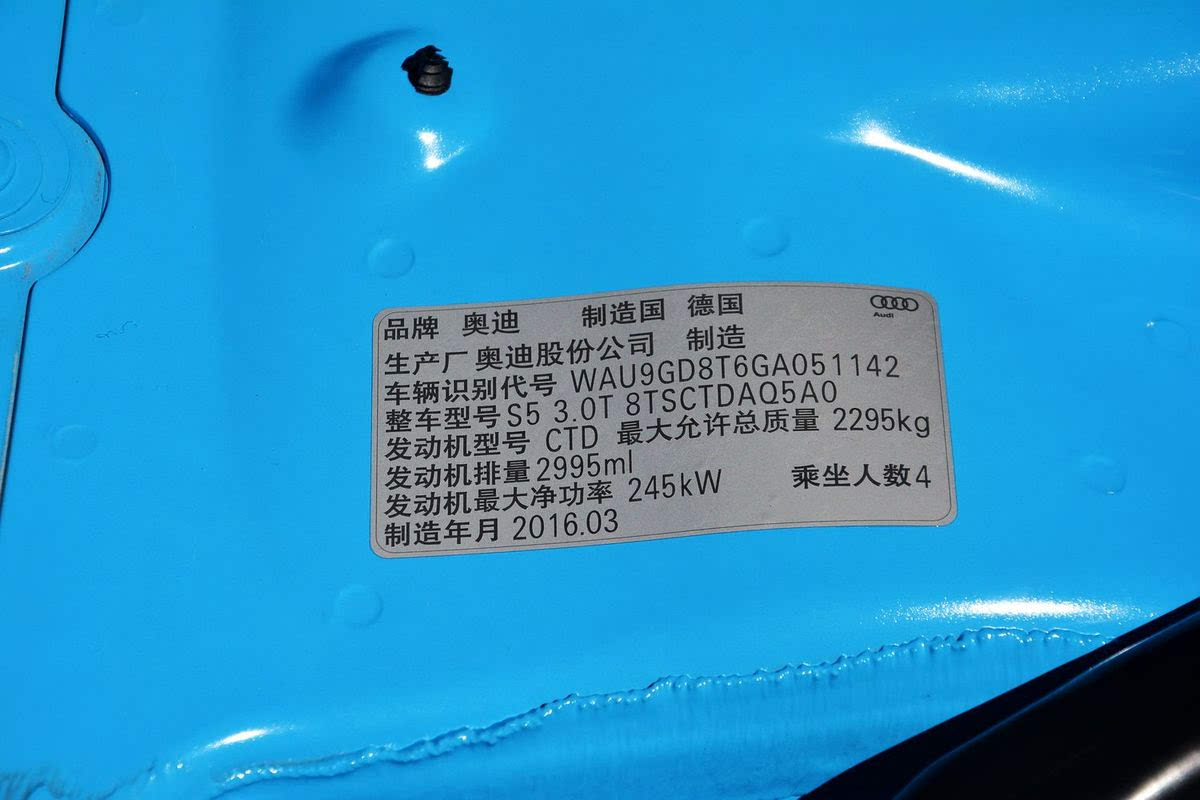 品牌 奥迪 制造国 德国
Audi
生产厂 奥迪股份公司 制造
车辆识别代号 WAU9GD8T6GA051142
整车型号 S5 3.0T 8TSCTDAQ5A0
发动机型号 CTD 最大允许总质量 2295kg
发动机排量 2995ml
发动机最大净功率 245kW 乘坐人数 4
制造年月 2016.03